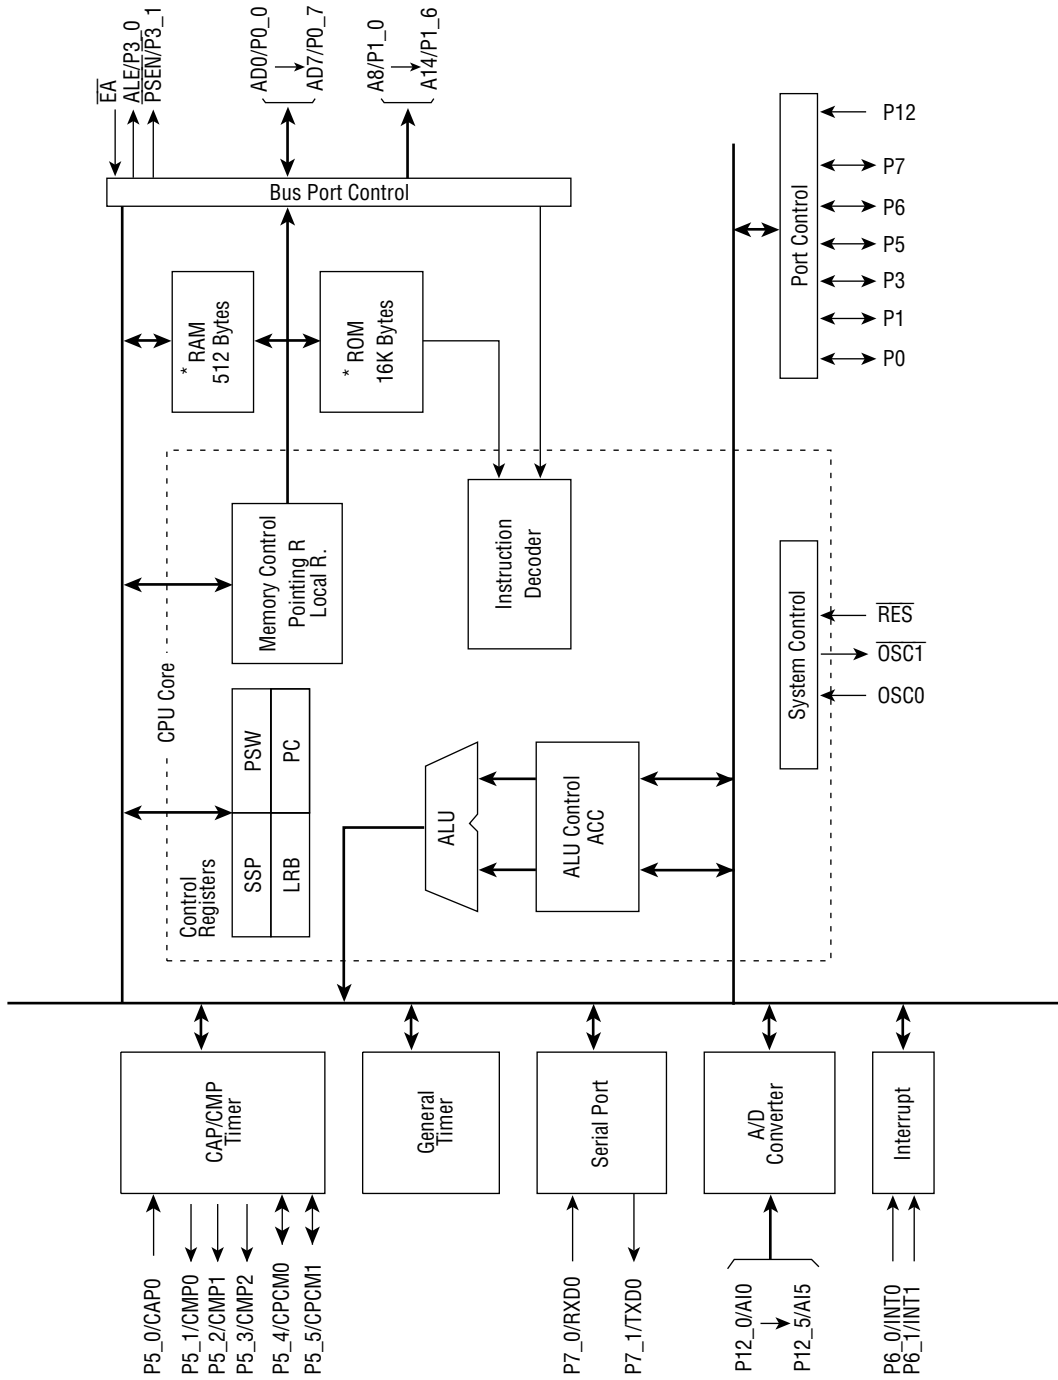 EA
ALE/P3_0
PSEN/P3_1
AD0/P0_0
AD7/P0_7
A8/P1_0
A14/P1_6
Bus Port Control
* RAM
512 Bytes
* ROM
16K Bytes
Port Control
P12
P7
P6
P5
P3
P1
P0
CPU Core
Memory Control
Pointing R
Local R.
Instruction
Decoder
System Control
RES
OSC1
OSC0
Control
Registers
SSP
PSW
LRB
PC
ALU
ALU Control
ACC
CAP/CMP
Timer
General
Timer
Serial Port
A/D
Converter
Interrupt
P5_0/CAP0
P5_1/CMP0
P5_2/CMP1
P5_3/CMP2
P5_4/CPCM0
P5_5/CPCM1
P7_0/RXD0
P7_1/TXD0
P12_0/AI0
P12_5/AI5
P6_0/INT0
P6_1/INT1